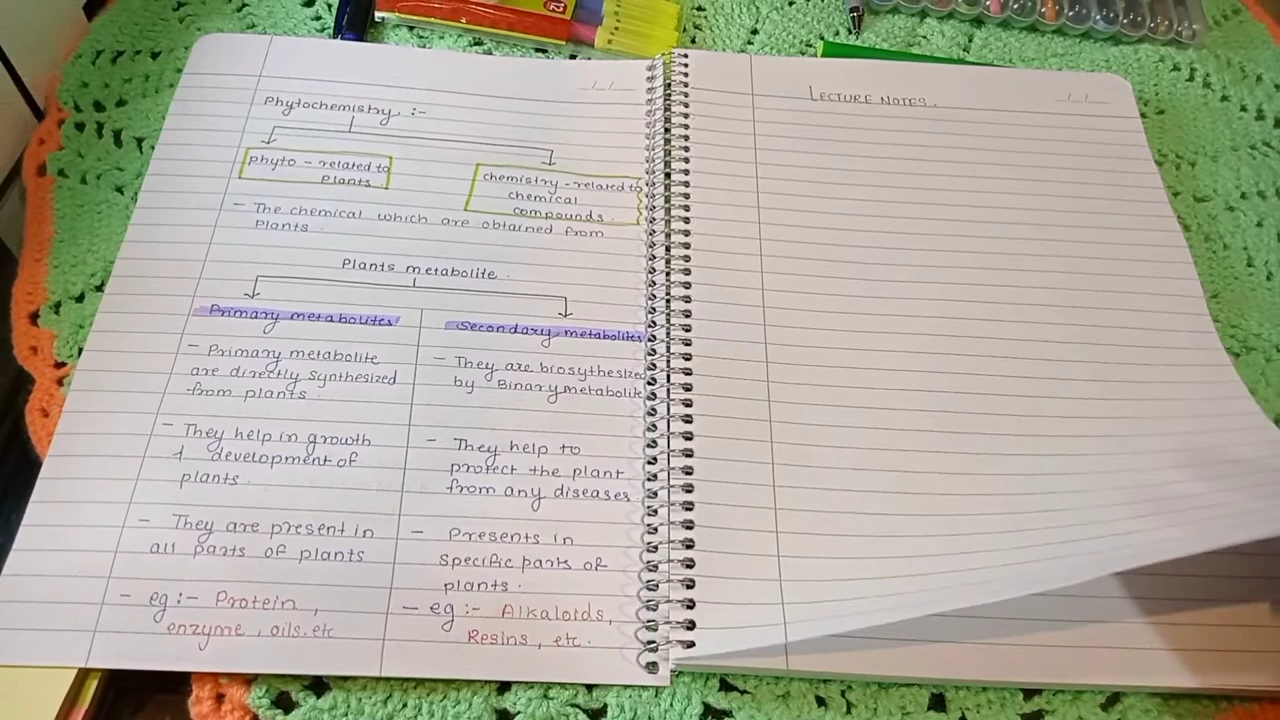 Phytochemistry :-
phyto - related to
Plants.
chemistry - related to
chemical
compounds.
- The chemical which are obtained from
Plants.
Plants metabolite.
Primary metabolites
- Primary metabolite
are directly Synthesized
from plants.
- They help in growth
& development of
plants.
- They are present in
all parts of plants
- eg:- Protein,
enzyme, oils.etc
Secondary metabolites
- They are biosythesized
by Binary metabolite
- They help to
protect the plant
from any diseases.
- Presents in
Specific parts of
plants.
- eg:- Alkaloids,
Resins, etc.
LECTURE NOTES.